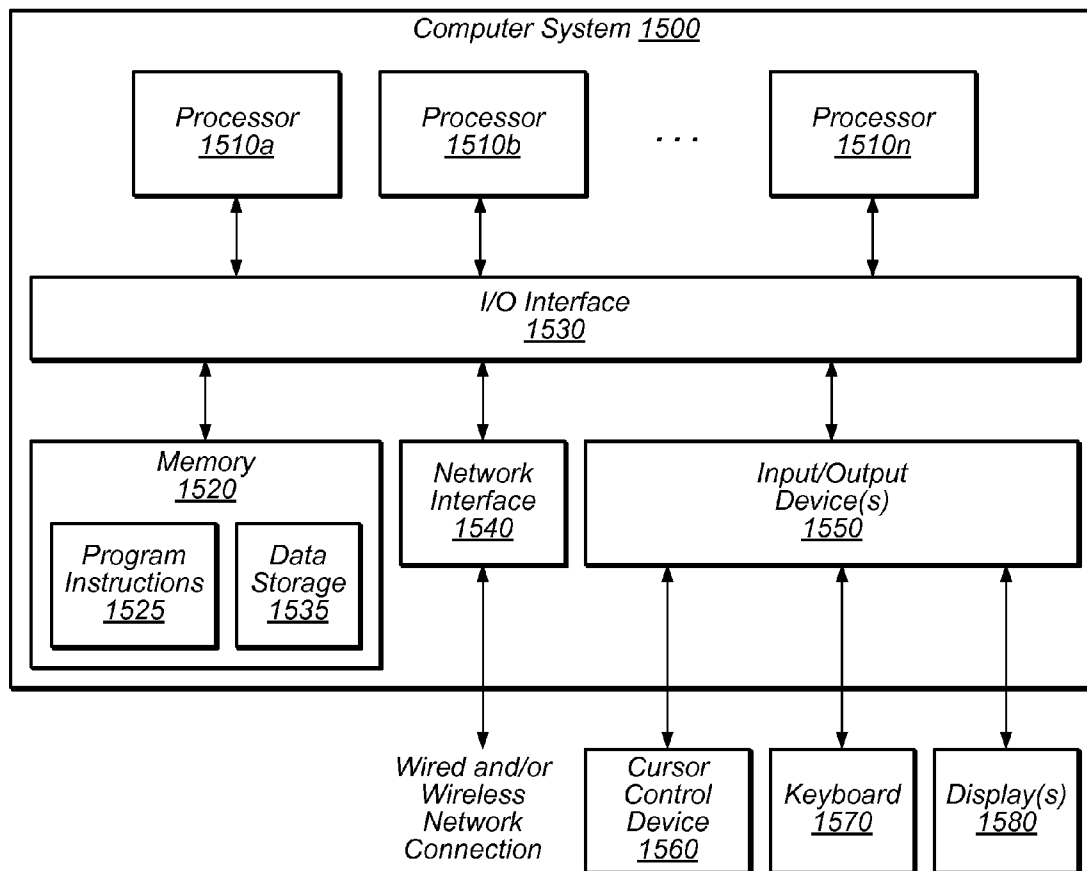 Computer System 1500
Processor
1510a
Processor
1510b
. . .
Processor
1510n
I/O Interface
1530
Memory
1520
Program
Instructions
1525
Data
Storage
1535
Network
Interface
1540
Input/Output
Device(s)
1550
Wired and/or
Wireless
Network
Connection
Cursor
Control
Device
1560
Keyboard
1570
Display(s)
1580